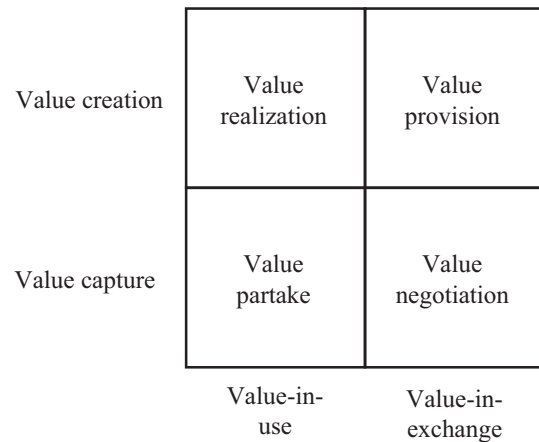 Value creation
Value
realization
Value
provision
Value capture
Value
partake
Value
negotiation
Value-in-
use
Value-in-
exchange